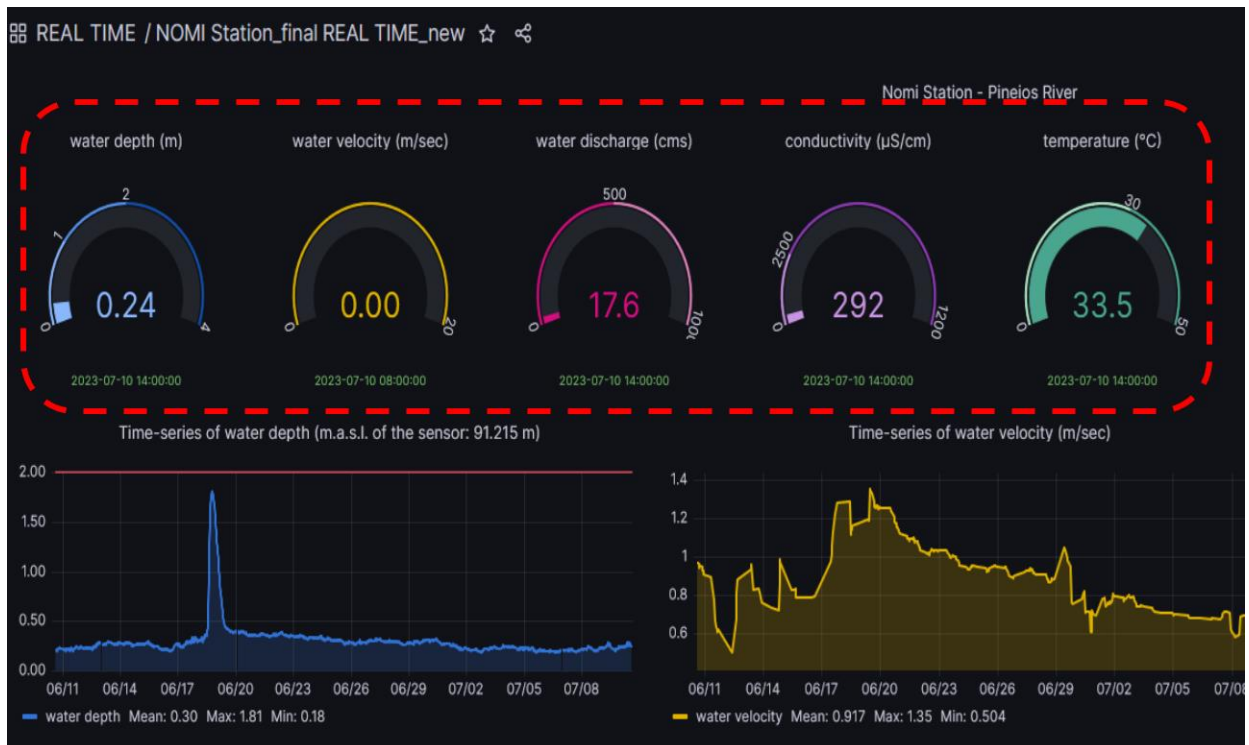 REAL TIME / NOMI Station_final REAL TIME_new
Nomi Station - Pineios River
water depth (m)
water velocity (m/sec)
water discharge (cms)
conductivity (µS/cm)
temperature (°C)
0 1 2 4
0.24
0 20
0.00
0 500 1000
17.6
0 2500 1200
292
0 30 50
33.5
2023-07-10 14:00:00
2023-07-10 08:00:00
2023-07-10 14:00:00
2023-07-10 14:00:00
2023-07-10 14:00:00
Time-series of water depth (m.a.s.l. of the sensor: 91.215 m)
2.00
1.50
1.00
0.50
0.00
06/11 06/14 06/17 06/20 06/23 06/26 06/29 07/02 07/05 07/08
water depth Mean: 0.30 Max: 1.81 Min: 0.18
Time-series of water velocity (m/sec)
1.4
1.2
1
0.8
0.6
06/11 06/14 06/17 06/20 06/23 06/26 06/29 07/02 07/05 07/08
water velocity Mean: 0.917 Max: 1.35 Min: 0.504